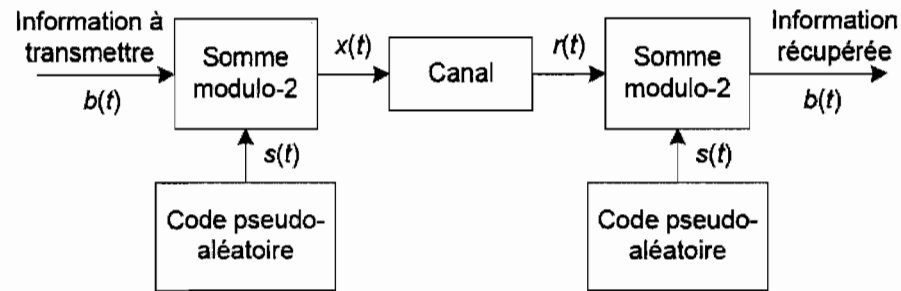 Information à
transmettre
b(t)
Somme
modulo-2
x(t)
Canal
r(t)
Somme
modulo-2
Information
récupérée
b(t)
s(t)
Code pseudo-
aléatoire
s(t)
Code pseudo-
aléatoire